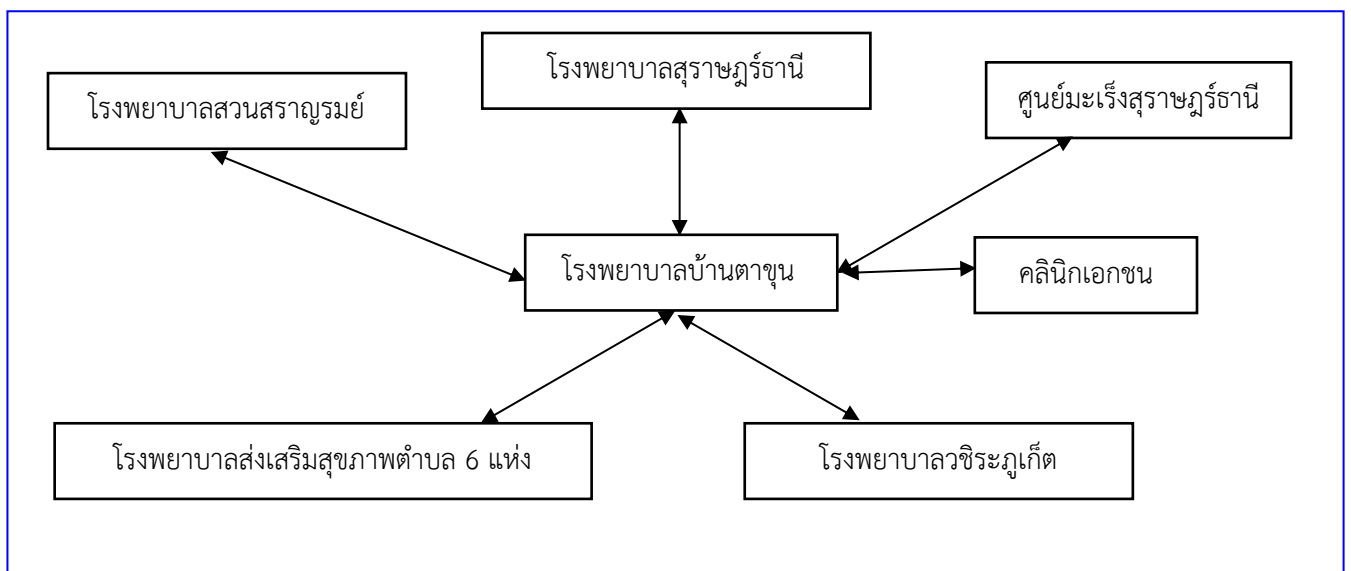 โรงพยาบาลสุราษฎร์ธานี
โรงพยาบาลสวนสราญรมย์
ศูนย์มะเร็งสุราษฎร์ธานี
โรงพยาบาลบ้านตาขุน
คลินิกเอกชน
โรงพยาบาลส่งเสริมสุขภาพตำบล 6 แห่ง
โรงพยาบาลวชิระภูเก็ต